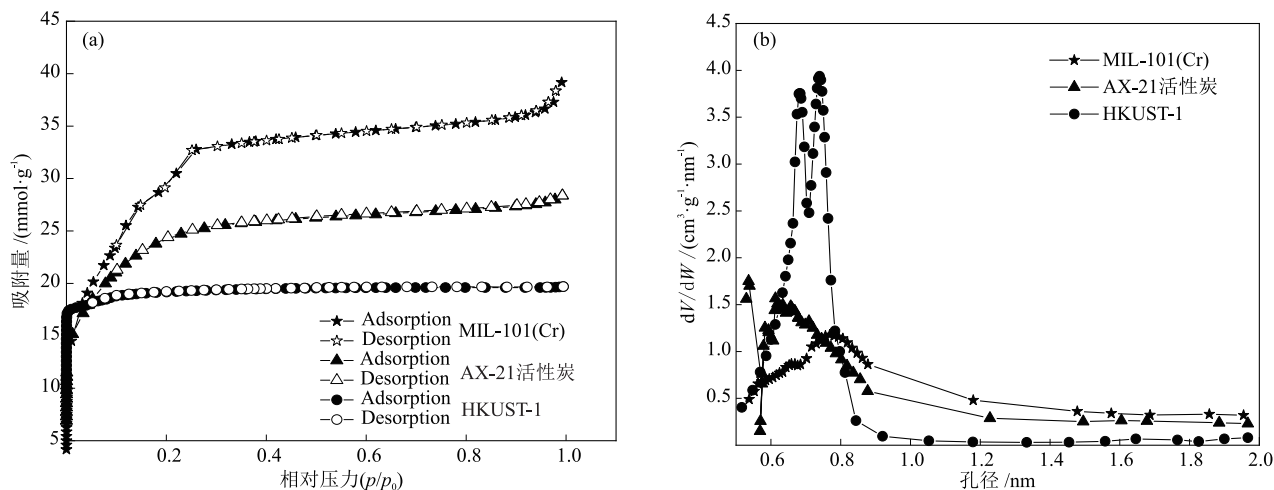 (a)
45
40
35
30
25
20
15
10
5
吸附量 /(mmol·g⁻¹)
Adsorption
Desorption
MIL-101(Cr)
Adsorption
Desorption
AX-21活性炭
Adsorption
Desorption
HKUST-1
0.2 0.4 0.6 0.8 1.0
相对压力(p/p₀)
(b)
4.5
4.0
3.5
3.0
2.5
2.0
1.5
1.0
0.5
dV/dW /(cm³·g⁻¹·nm⁻¹)
MIL-101(Cr)
AX-21活性炭
HKUST-1
0.6 0.8 1.0 1.2 1.4 1.6 1.8 2.0
孔径 /nm